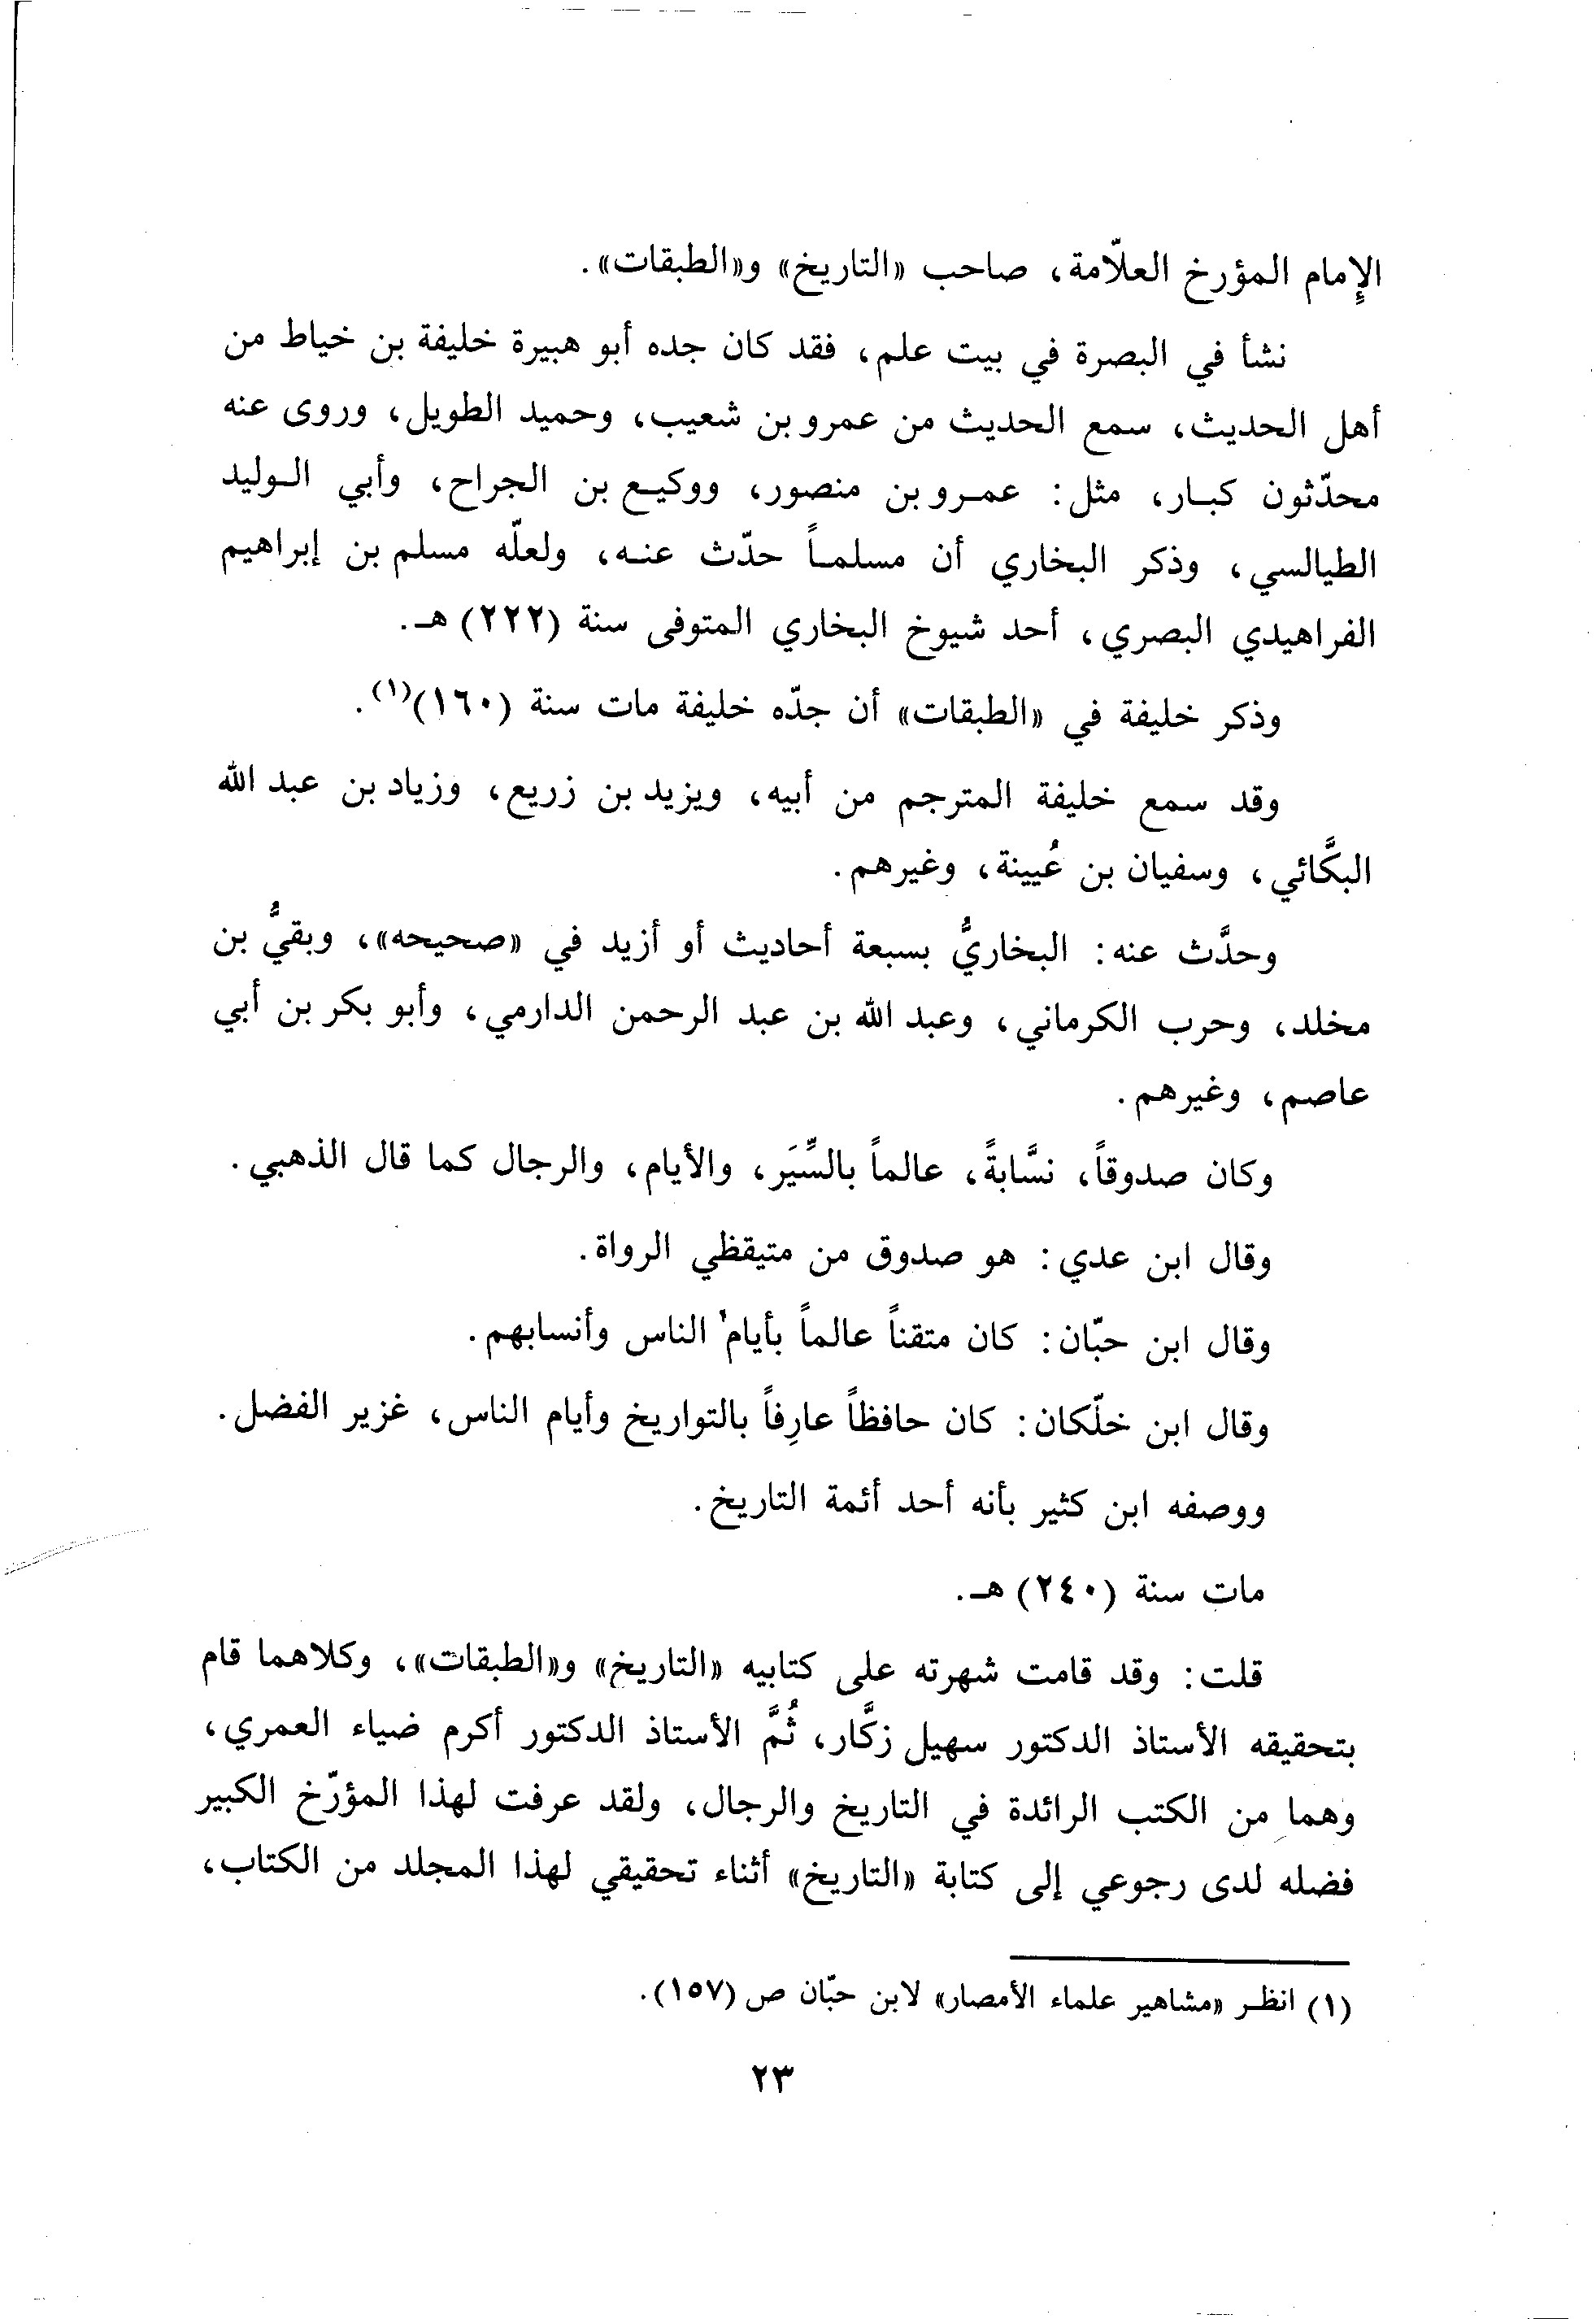 الإمام المؤرخ العلاّمة، صاحب «التاريخ» و«الطبقات».
نشأ في البصرة في بيت علم، فقد كان جده أبو هبيرة خليفة بن خياط من
أهل الحديث، سمع الحديث من عمرو بن شعيب، وحميد الطويل، وروى عنه
محدّثون كبار، مثل: عمرو بن منصور، ووكيع بن الجراح، وأبي الوليد
الطيالسي، وذكر البخاري أن مسلماً حدّث عنه، ولعلّه مسلم بن إبراهيم
الفراهيدي البصري، أحد شيوخ البخاري المتوفى سنة (٢٢٢) هـ.
وذكر خليفة في «الطبقات» أن جدّه خليفة مات سنة (١٦٠)(١).
وقد سمع خليفة المترجم من أبيه، ويزيد بن زريع، وزياد بن عبد الله
البكَّائي، وسفيان بن عُيينة، وغيرهم.
وحدَّث عنه: البخاريُّ بسبعة أحاديث أو أزيد في «صحيحه»، وبقيُّ بن
مخلد، وحرب الكرماني، وعبد الله بن عبد الرحمن الدارمي، وأبو بكر بن أبي
عاصم، وغيرهم.
وكان صدوقاً، نسَّابةً، عالماً بالسِّيَر، والأيام، والرجال كما قال الذهبي.
وقال ابن عدي: هو صدوق من متيقظي الرواة.
وقال ابن حبّان: كان متقناً عالماً بأيام الناس وأنسابهم.
وقال ابن خلّكان: كان حافظاً عارِفاً بالتواريخ وأيام الناس، غزير الفضل.
ووصفه ابن كثير بأنه أحد أئمة التاريخ.
مات سنة (٢٤٠) هـ.
قلت: وقد قامت شهرته على كتابيه «التاريخ» و«الطبقات»، وكلاهما قام
بتحقيقه الأستاذ الدكتور سهيل زكَّار، ثُمَّ الأستاذ الدكتور أكرم ضياء العمري،
وهما من الكتب الرائدة في التاريخ والرجال، ولقد عرفت لهذا المؤرّخ الكبير
فضله لدى رجوعي إلى كتابة «التاريخ» أثناء تحقيقي لهذا المجلد من الكتاب،
(١) انظر «مشاهير علماء الأمصار» لابن حبّان ص (١٥٧).
٢٣